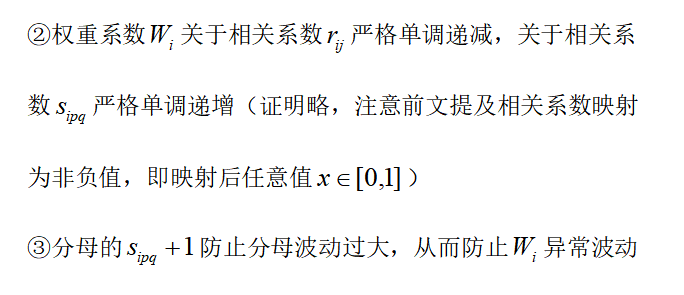 ②权重系数W_i关于相关系数r_ij严格单调递减，关于相关系
数s_ipq严格单调递增（证明略，注意前文提及相关系数映射
为非负值，即映射后任意值x∈[0,1]）
③分母的s_ipq+1防止分母波动过大，从而防止W_i异常波动